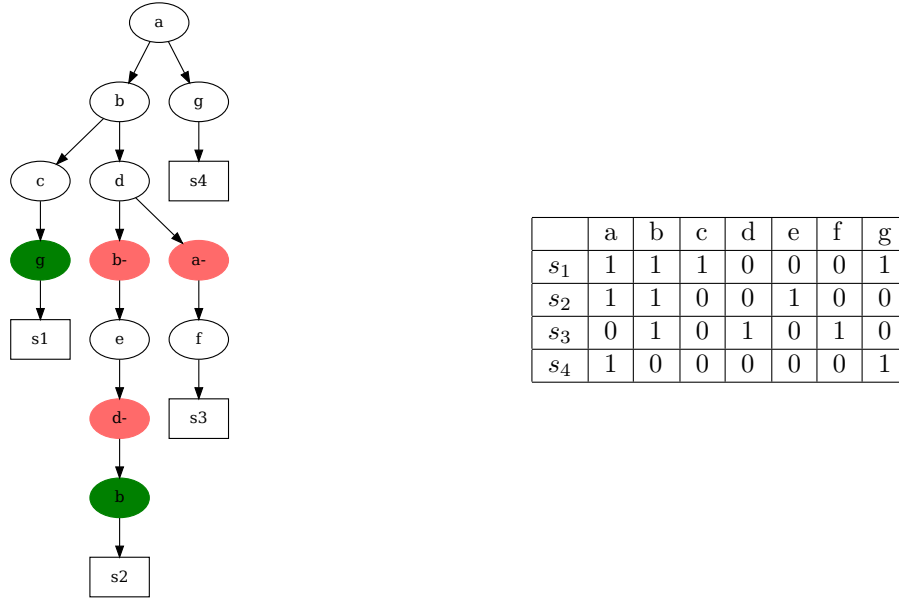 a
b g
c d s4
g b- a-
s1 e f
d- s3
b
s2
a b c d e f g
s₁ 1 1 1 0 0 0 1
s₂ 1 1 0 0 1 0 0
s₃ 0 1 0 1 0 1 0
s₄ 1 0 0 0 0 0 1